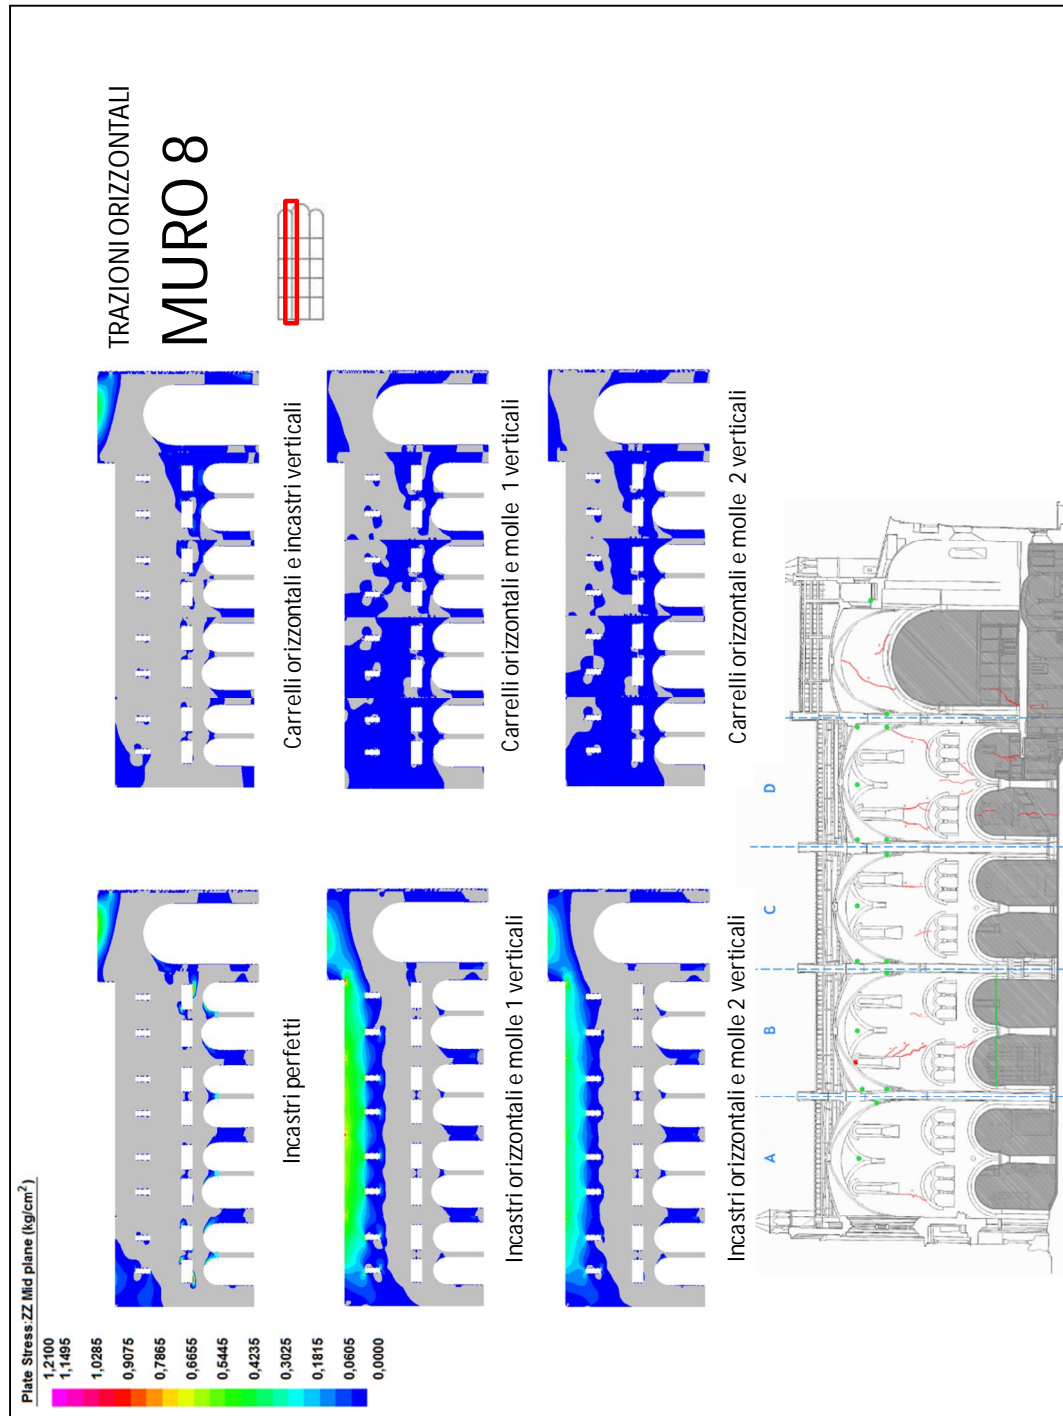 TRAZIONI ORIZZONTALI
MURO 8
Plate Stress:ZZ Mid plane (kg/cm²)
1,2100
1,1495
1,0285
0,9075
0,7865
0,6655
0,5445
0,4235
0,3025
0,1815
0,0605
0,0000
Incastri perfetti
Carrelli orizzontali e incastri verticali
Incastri orizzontali e molle 1 verticali
Carrelli orizzontali e molle 1 verticali
Incastri orizzontali e molle 2 verticali
Carrelli orizzontali e molle 2 verticali
A
B
C
D